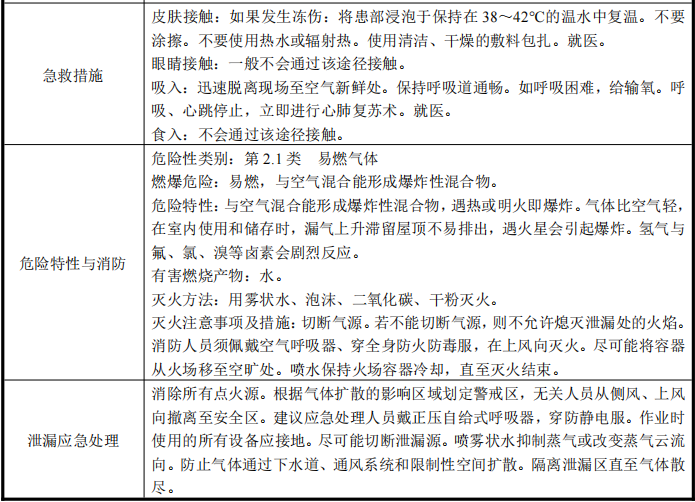 急救措施
皮肤接触：如果发生冻伤：将患部浸泡于保持在 38～42℃的温水中复温。不要
涂擦。不要使用热水或辐射热。使用清洁、干燥的敷料包扎。就医。
眼睛接触：一般不会通过该途径接触。
吸入：迅速脱离现场至空气新鲜处。保持呼吸道通畅。如呼吸困难，给输氧。呼
吸、心跳停止，立即进行心肺复苏术。就医。
食入：不会通过该途径接触。
危险特性与消防
危险性类别：第 2.1 类　易燃气体
燃爆危险：易燃，与空气混合能形成爆炸性混合物。
危险特性：与空气混合能形成爆炸性混合物，遇热或明火即爆炸。气体比空气轻，
在室内使用和储存时，漏气上升滞留屋顶不易排出，遇火星会引起爆炸。氢气与
氟、氯、溴等卤素会剧烈反应。
有害燃烧产物：水。
灭火方法：用雾状水、泡沫、二氧化碳、干粉灭火。
灭火注意事项及措施：切断气源。若不能切断气源，则不允许熄灭泄漏处的火焰。
消防人员须佩戴空气呼吸器、穿全身防火防毒服，在上风向灭火。尽可能将容器
从火场移至空旷处。喷水保持火场容器冷却，直至灭火结束。
泄漏应急处理
消除所有点火源。根据气体扩散的影响区域划定警戒区，无关人员从侧风、上风
向撤离至安全区。建议应急处理人员戴正压自给式呼吸器，穿防静电服。作业时
使用的所有设备应接地。尽可能切断泄漏源。喷雾状水抑制蒸气或改变蒸气云流
向。防止气体通过下水道、通风系统和限制性空间扩散。隔离泄漏区直至气体散
尽。